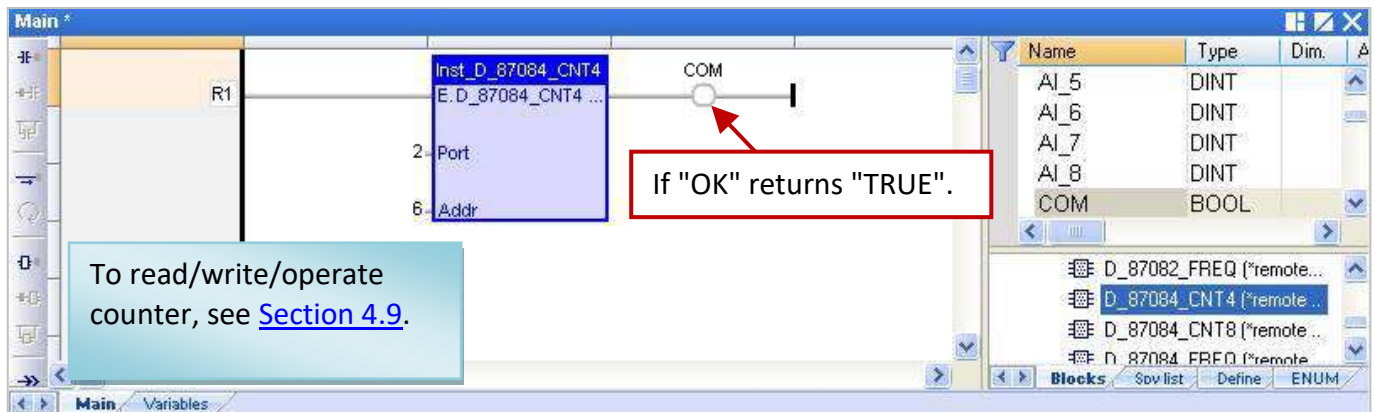 Main *
Name Type Dim. A
AI_5 DINT
AI_6 DINT
AI_7 DINT
AI_8 DINT
COM BOOL
R1
Inst_D_87084_CNT4
E.D_87084_CNT4 ...
COM
2 Port
6 Addr
If "OK" returns "TRUE".
To read/write/operate
counter, see Section 4.9.
D_87082_FREQ (*remote...
D_87084_CNT4 (*remote ..
D_87084_CNT8 (*remote ..
D_87084_FREQ (*remote
Blocks Spy list Define ENUM
Main Variables